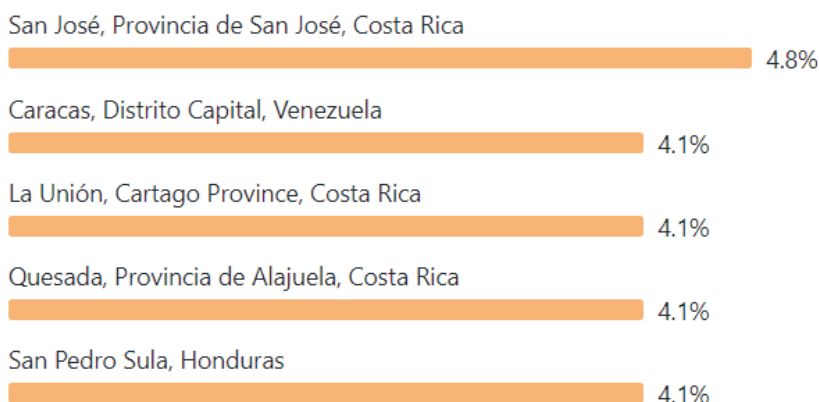 San José, Provincia de San José, Costa Rica
4.8%
Caracas, Distrito Capital, Venezuela
4.1%
La Unión, Cartago Province, Costa Rica
4.1%
Quesada, Provincia de Alajuela, Costa Rica
4.1%
San Pedro Sula, Honduras
4.1%